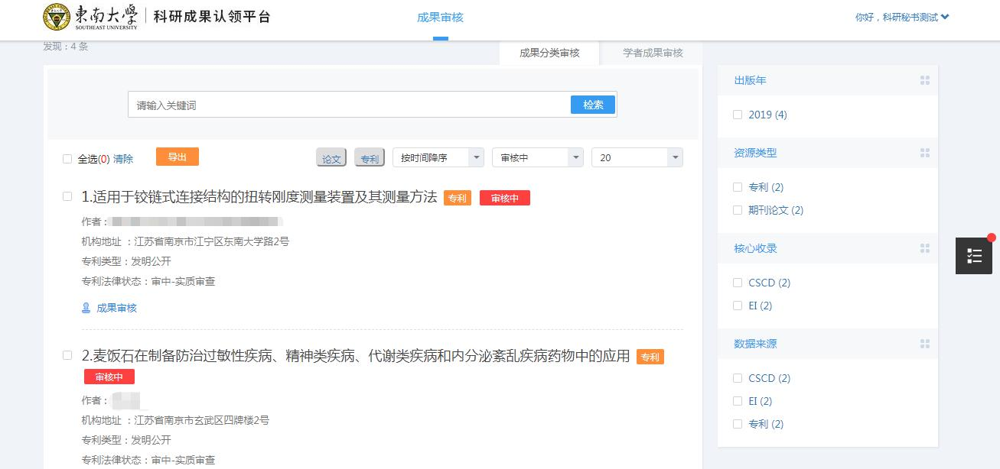 東南大學 科研成果认领平台
SOUTHEAST UNIVERSITY
成果审核
你好，科研秘书测试
发现：4 条
成果分类审核 学者成果审核
请输入关键词 检索
全选(0) 清除 导出 论文 专利 按时间降序 审核中 20
1.适用于铰链式连接结构的扭转刚度测量装置及其测量方法 专利 审核中
作者：
机构地址 ：江苏省南京市江宁区东南大学路2号
专利类型：发明公开
专利法律状态：审中-实质审查
成果审核
2.麦饭石在制备防治过敏性疾病、精神类疾病、代谢类疾病和内分泌紊乱疾病药物中的应用 专利
审核中
作者：
机构地址 ：江苏省南京市玄武区四牌楼2号
专利类型：发明公开
专利法律状态：审中-实质审查
出版年
2019 (4)
资源类型
专利 (2)
期刊论文 (2)
核心收录
CSCD (2)
EI (2)
数据来源
CSCD (2)
EI (2)
专利 (2)